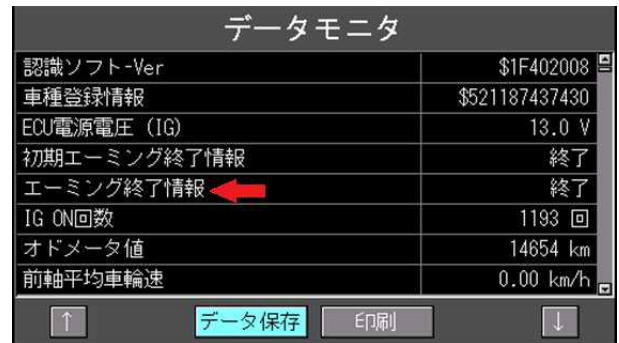 データモニタ
認識ソフト-Ver $1F402008
車種登録情報 $521187437430
ECU電源電圧 (IG) 13.0 V
初期エーミング終了情報 終了
エーミング終了情報 終了
IG ON回数 1193 回
オドメータ値 14654 km
前軸平均車輪速 0.00 km/h
↑ データ保存 印刷 ↓